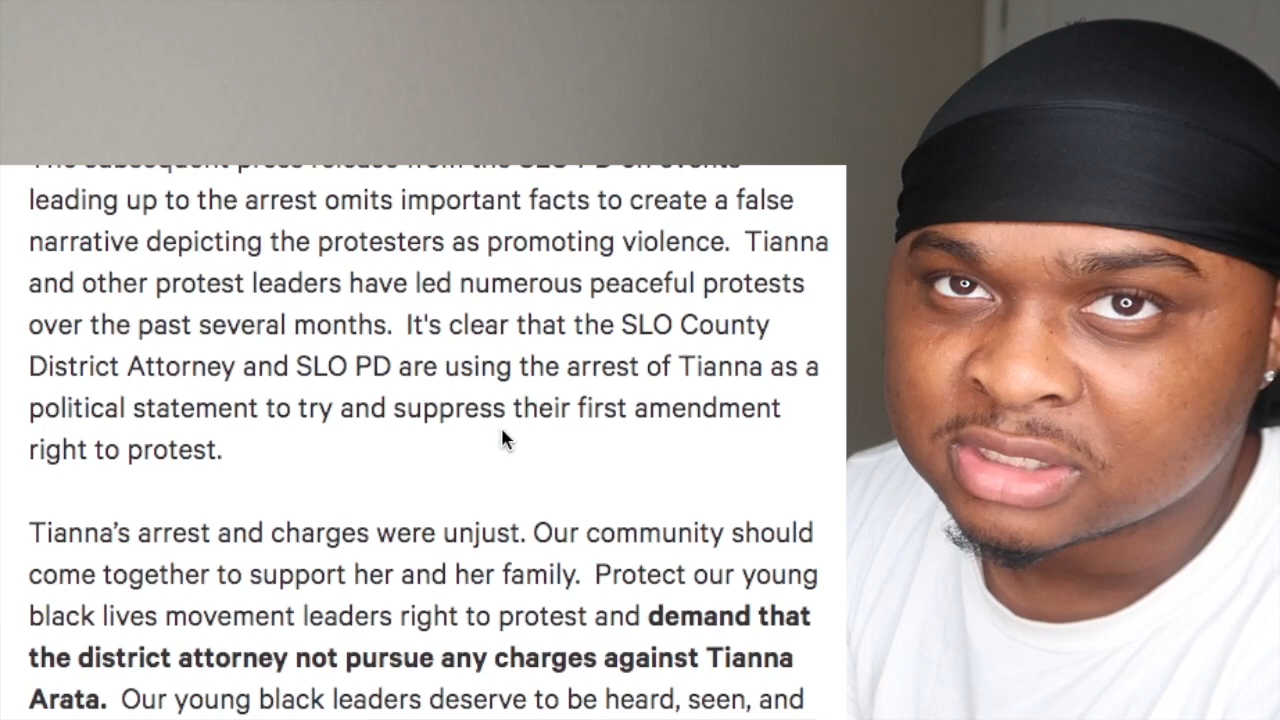 leading up to the arrest omits important facts to create a false
narrative depicting the protesters as promoting violence.  Tianna
and other protest leaders have led numerous peaceful protests
over the past several months.  It's clear that the SLO County
District Attorney and SLO PD are using the arrest of Tianna as a
political statement to try and suppress their first amendment
right to protest.
Tianna’s arrest and charges were unjust. Our community should
come together to support her and her family.  Protect our young
black lives movement leaders right to protest and demand that
the district attorney not pursue any charges against Tianna
Arata.  Our young black leaders deserve to be heard, seen, and